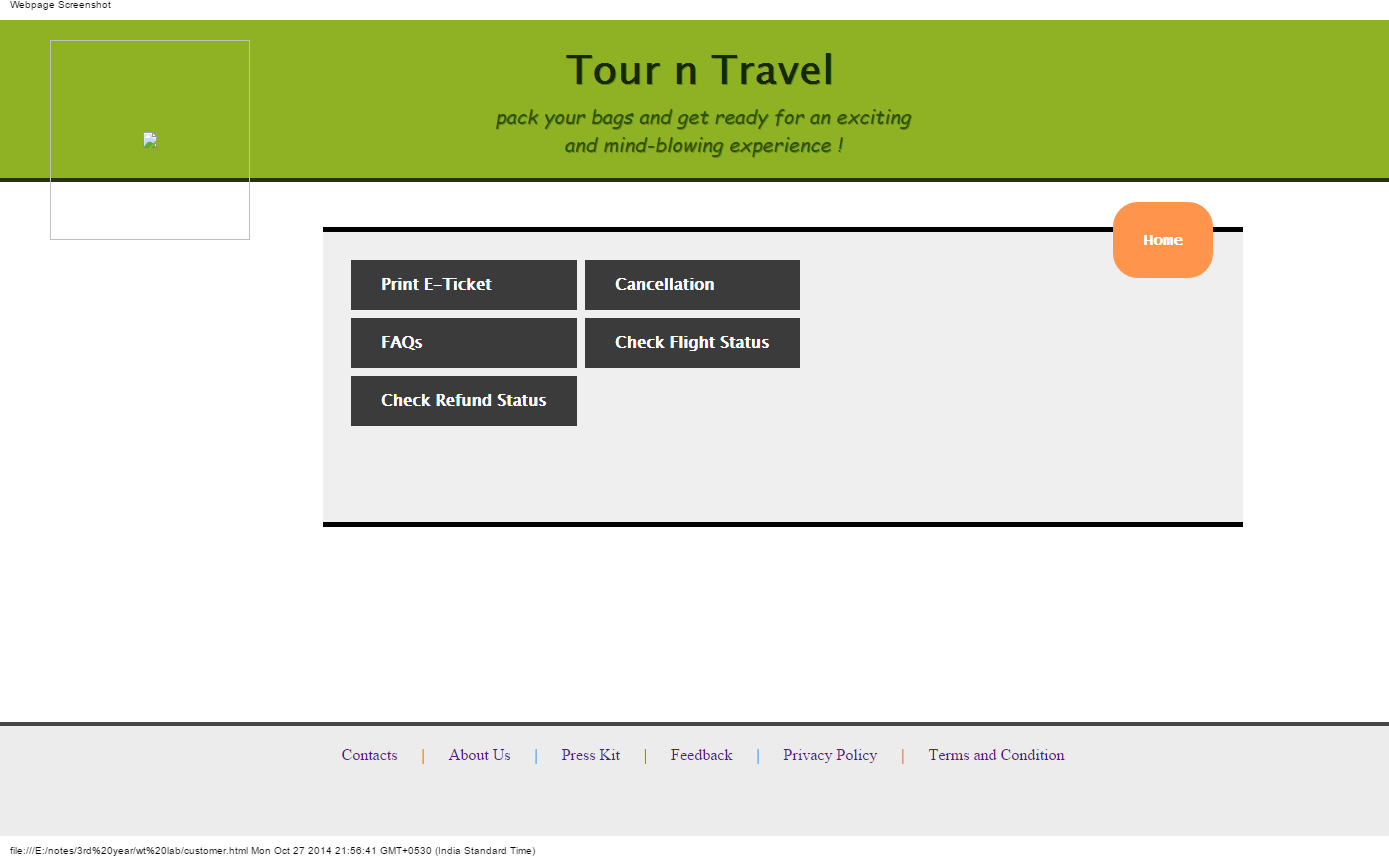 Webpage Screenshot
Tour n Travel
pack your bags and get ready for an exciting
and mind-blowing experience !
Home
Print E-Ticket Cancellation
FAQs Check Flight Status
Check Refund Status
Contacts | About Us | Press Kit | Feedback | Privacy Policy | Terms and Condition
file:///E:/notes/3rd%20year/wt%20lab/customer.html Mon Oct 27 2014 21:56:41 GMT+0530 (India Standard Time)